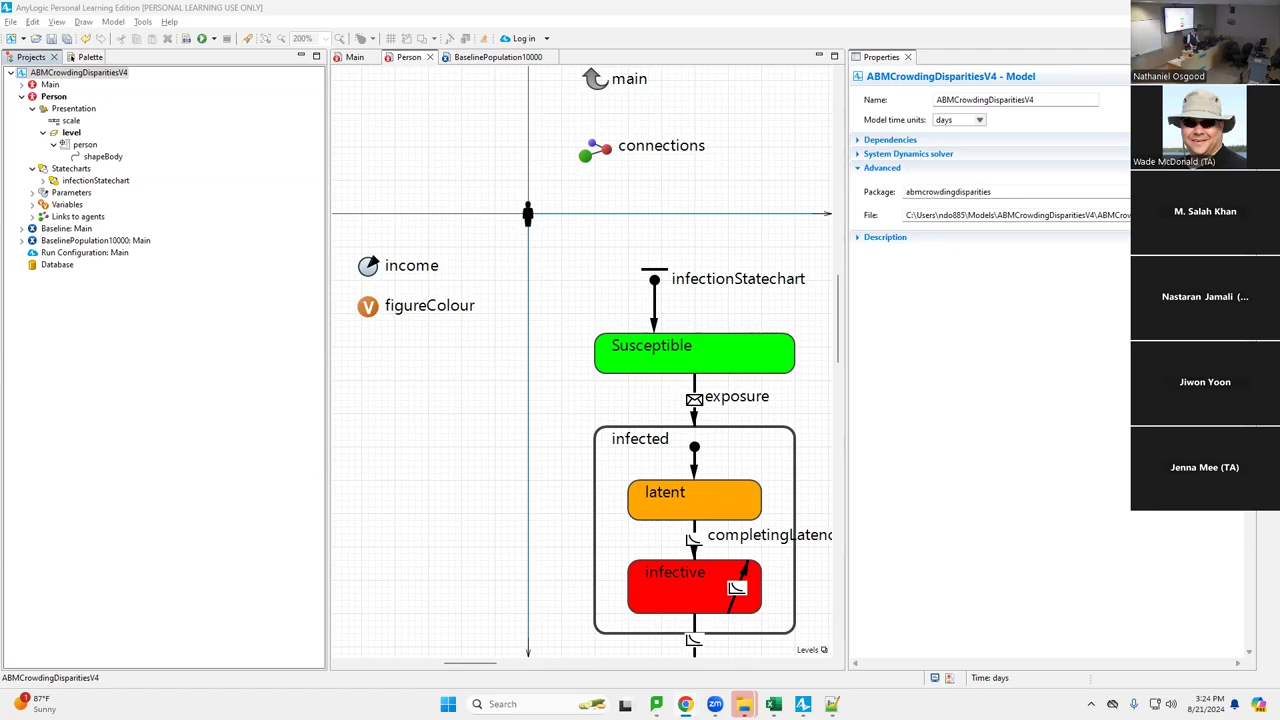 AnyLogic Personal Learning Edition [PERSONAL LEARNING USE ONLY]
File Edit View Draw Model Tools Help
200% Log in
Projects Palette
ABMCrowdingDisparitiesV4
Main
Person
Presentation
scale
level
person
shapeBody
Statecharts
infectionStatechart
Parameters
Variables
Links to agents
Baseline: Main
BaselinePopulation10000: Main
Run Configuration: Main
Database
Main Person BaselinePopulation10000
main
connections
income
figureColour
infectionStatechart
Susceptible
exposure
infected
latent
completingLatenc
infective
Levels
Properties
ABMCrowdingDisparitiesV4 - Model
Name: ABMCrowdingDisparitiesV4
Model time units: days
Dependencies
System Dynamics solver
Advanced
Package: abmcrowdingdisparities
File: C:\Users\ndo885\Models\ABMCrowdingDisparitiesV4\ABMCro
Description
Nathaniel Osgood
Wade McDonald (TA)
M. Salah Khan
Nastaran Jamali (...
Jiwon Yoon
Jenna Mee (TA)
ABMCrowdingDisparitiesV4
Time: days
1
87°F
Sunny
Search
3:24 PM
8/21/2024